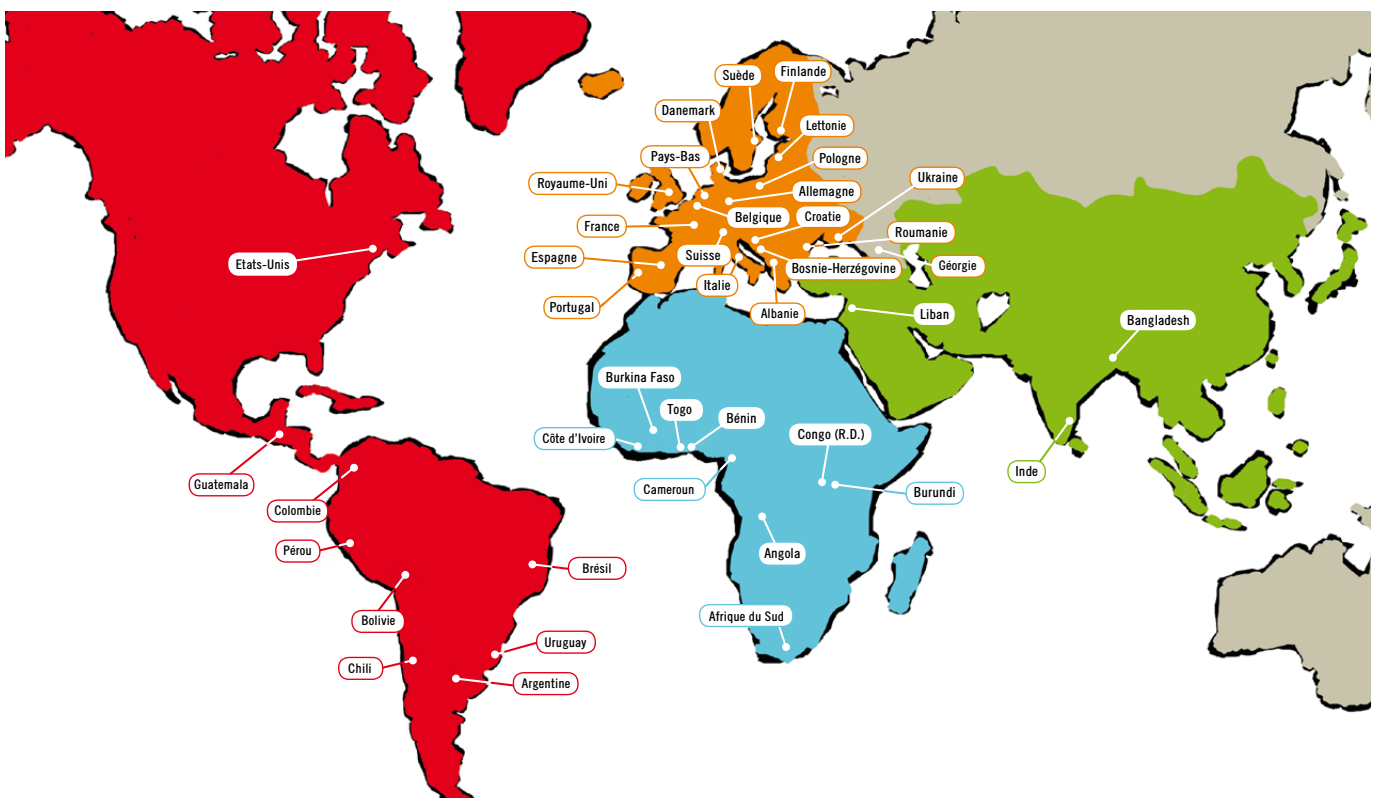 Suède
Finlande
Danemark
Lettonie
Pays-Bas
Pologne
Royaume-Uni
Allemagne
Ukraine
Belgique
Croatie
France
Roumanie
Espagne
Suisse
Bosnie-Herzégovine
Géorgie
Italie
Portugal
Albanie
Etats-Unis
Liban
Bangladesh
Burkina Faso
Togo
Bénin
Côte d'Ivoire
Congo (R.D.)
Inde
Guatemala
Cameroun
Burundi
Colombie
Pérou
Angola
Brésil
Bolivie
Afrique du Sud
Uruguay
Chili
Argentine